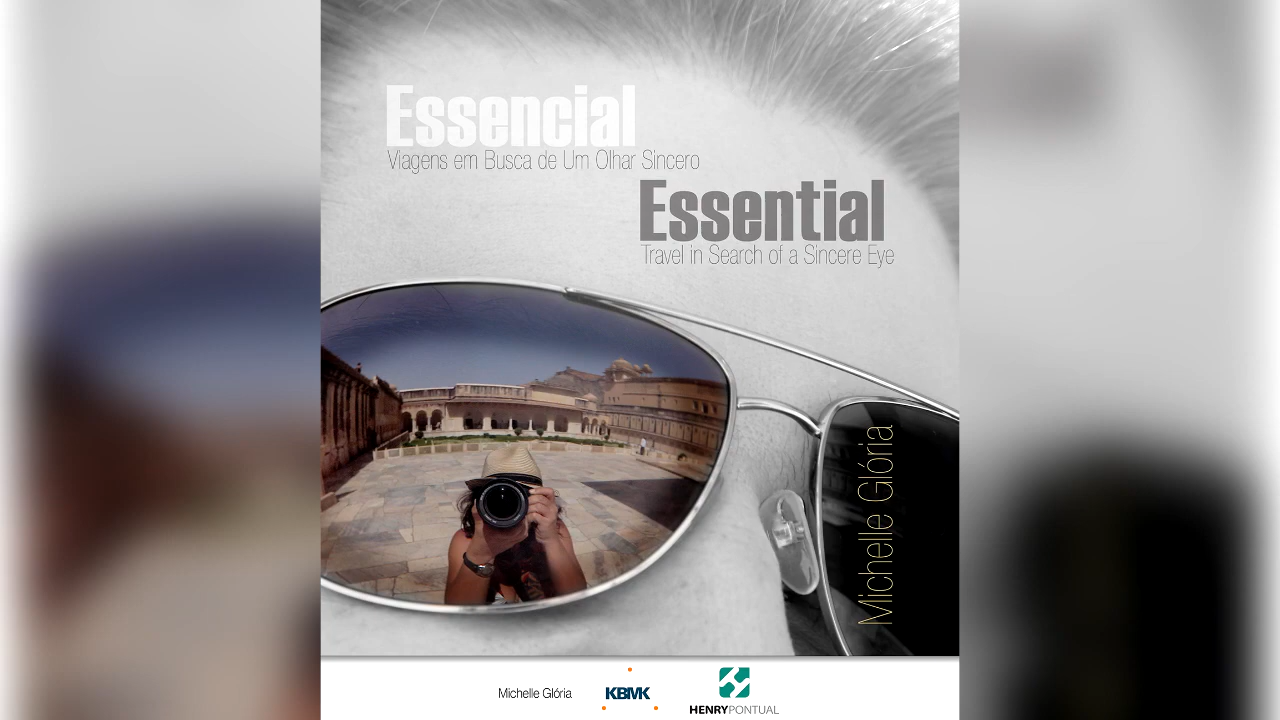 Essencial
Viagens em Busca de Um Olhar Sincero
Essential
Travel in Search of a Sincere Eye
Michelle Glória
Michelle Glória
KBMK
HENRYPONTUAL